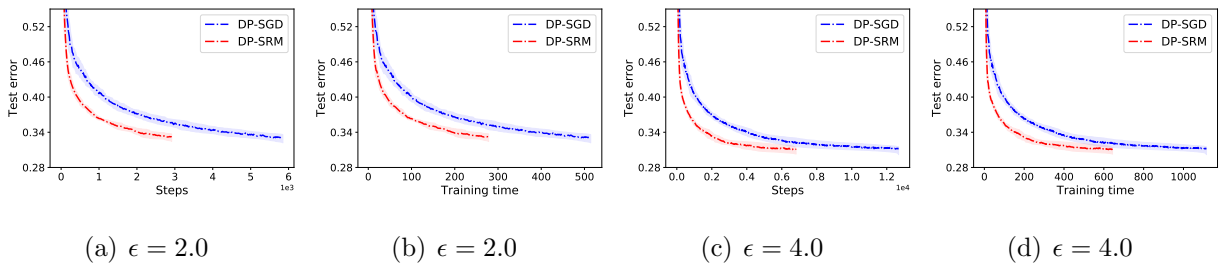 0.52
0.46
0.40
0.34
0.28
Test error
DP-SGD
DP-SRM
0 1 2 3 4 5 6
Steps
1e3
(a) ϵ = 2.0
0.52
0.46
0.40
0.34
0.28
Test error
DP-SGD
DP-SRM
0 100 200 300 400 500
Training time
(b) ϵ = 2.0
0.52
0.46
0.40
0.34
0.28
Test error
DP-SGD
DP-SRM
0.0 0.2 0.4 0.6 0.8 1.0 1.2
Steps
1e4
(c) ϵ = 4.0
0.52
0.46
0.40
0.34
0.28
Test error
DP-SGD
DP-SRM
0 200 400 600 800 1000
Training time
(d) ϵ = 4.0